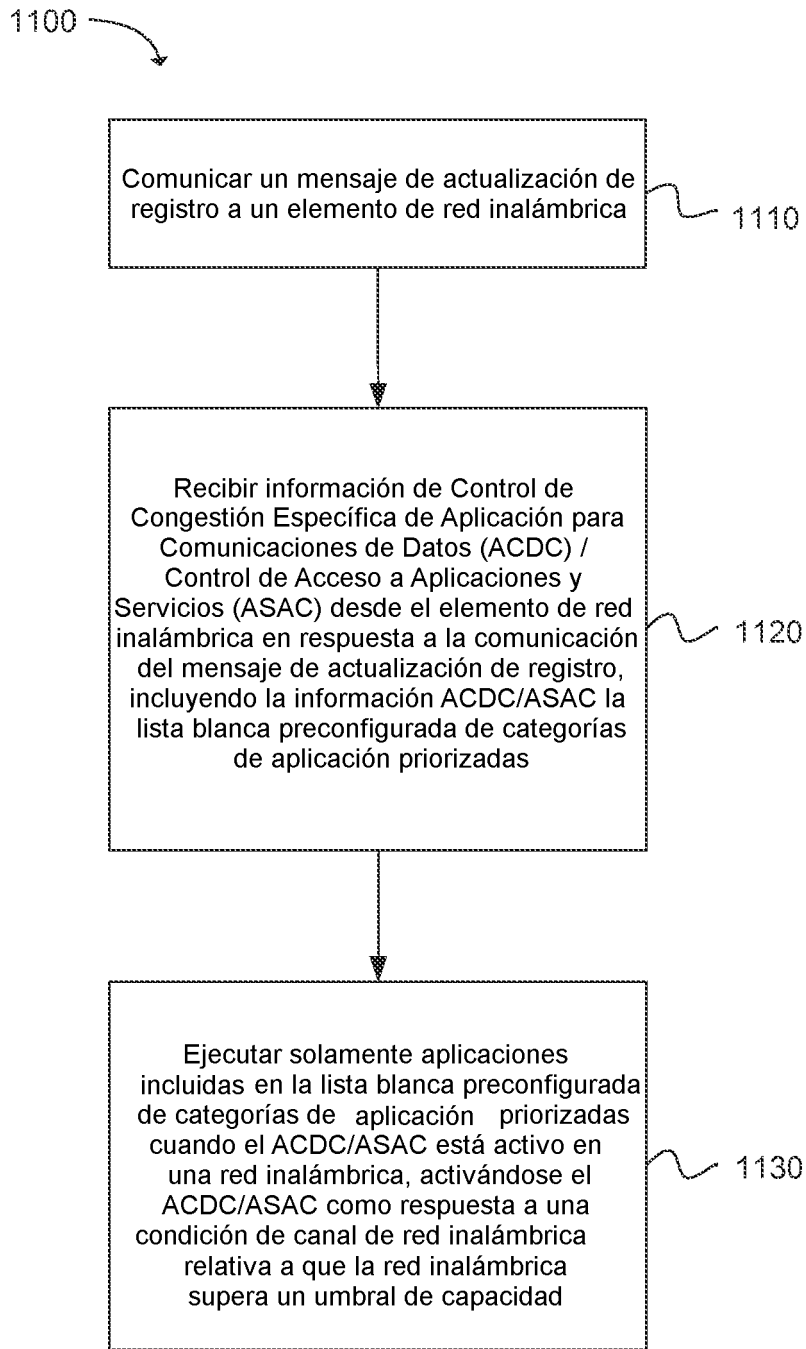 1100
Comunicar un mensaje de actualización de
registro a un elemento de red inalámbrica
1110
Recibir información de Control de
Congestión Específica de Aplicación para
Comunicaciones de Datos (ACDC) /
Control de Acceso a Aplicaciones y
Servicios (ASAC) desde el elemento de red
inalámbrica en respuesta a la comunicación
del mensaje de actualización de registro,
incluyendo la información ACDC/ASAC la
lista blanca preconfigurada de categorías
de aplicación priorizadas
1120
Ejecutar solamente aplicaciones
incluidas en la lista blanca preconfigurada
de categorías de aplicación priorizadas
cuando el ACDC/ASAC está activo en
una red inalámbrica, activándose el
ACDC/ASAC como respuesta a una
condición de canal de red inalámbrica
relativa a que la red inalámbrica
supera un umbral de capacidad
1130